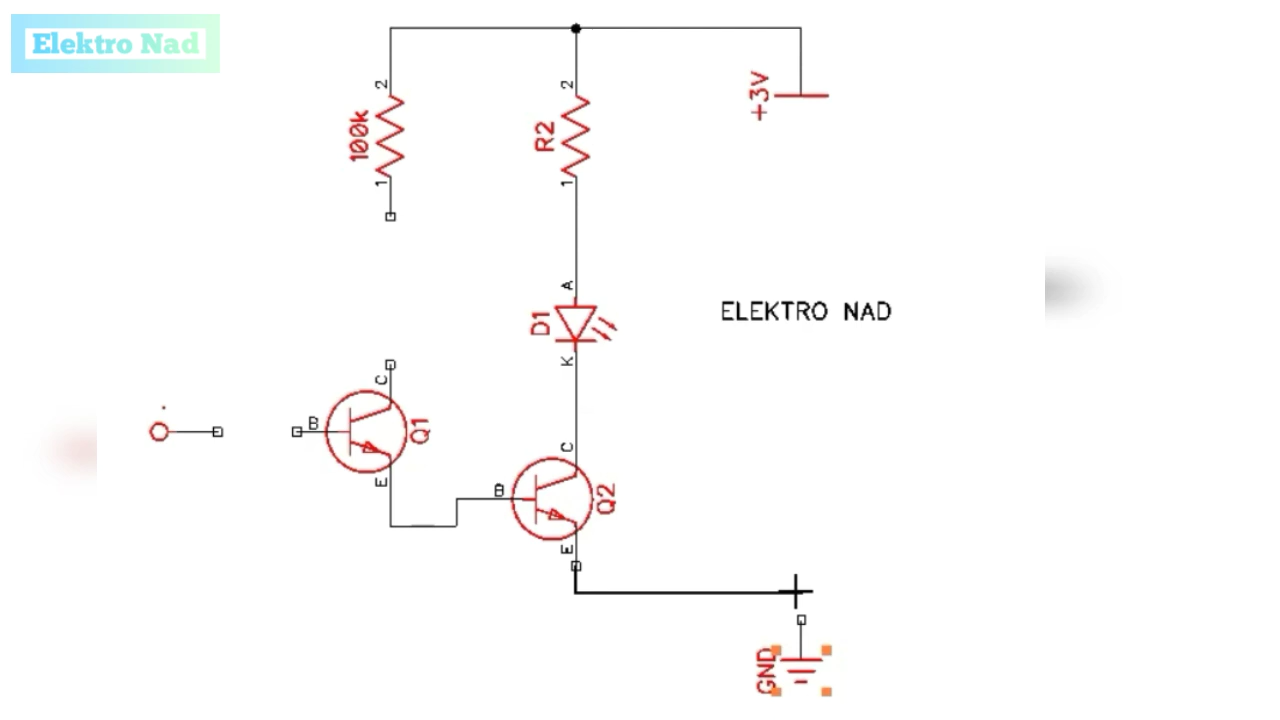 Elektro Nad
2
2
+3V
100k
R2
1
1
A
D1
ELEKTRO NAD
K
C
B
Q1
C
E
B
Q2
E
GND